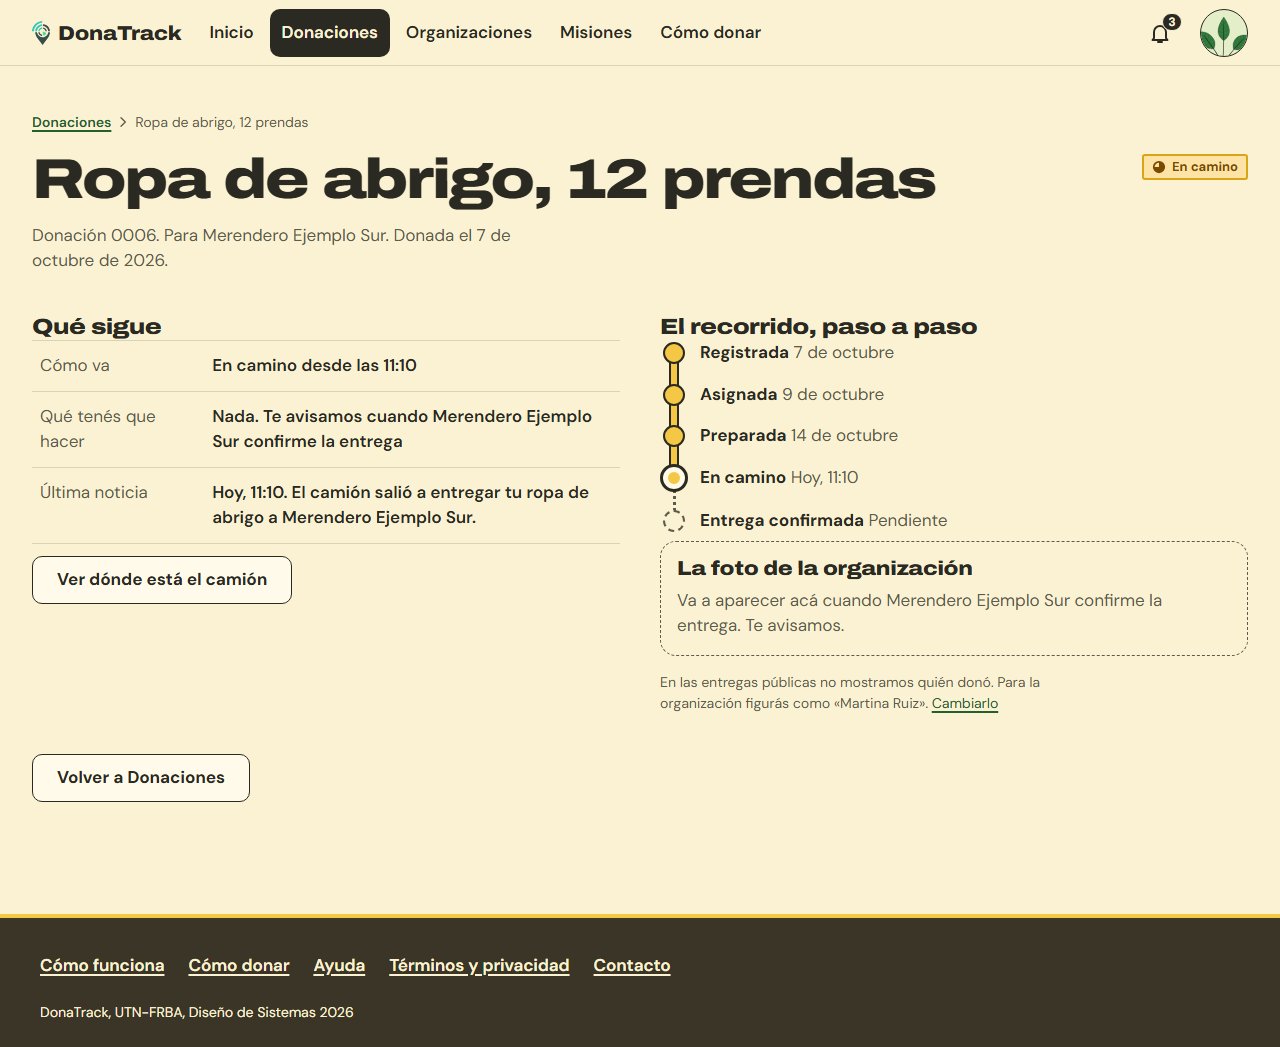 DonaTrack
Inicio
Donaciones
Organizaciones
Misiones
Cómo donar
3
Donaciones > Ropa de abrigo, 12 prendas
Ropa de abrigo, 12 prendas
En camino
Donación 0006. Para Merendero Ejemplo Sur. Donada el 7 de
octubre de 2026.
Qué sigue
Cómo va
En camino desde las 11:10
Qué tenés que
hacer
Nada. Te avisamos cuando Merendero Ejemplo
Sur confirme la entrega
Última noticia
Hoy, 11:10. El camión salió a entregar tu ropa de
abrigo a Merendero Ejemplo Sur.
Ver dónde está el camión
El recorrido, paso a paso
Registrada 7 de octubre
Asignada 9 de octubre
Preparada 14 de octubre
En camino Hoy, 11:10
Entrega confirmada Pendiente
La foto de la organización
Va a aparecer acá cuando Merendero Ejemplo Sur confirme la
entrega. Te avisamos.
En las entregas públicas no mostramos quién donó. Para la
organización figurás como «Martina Ruiz». Cambiarlo
Volver a Donaciones
Cómo funciona
Cómo donar
Ayuda
Términos y privacidad
Contacto
DonaTrack, UTN-FRBA, Diseño de Sistemas 2026